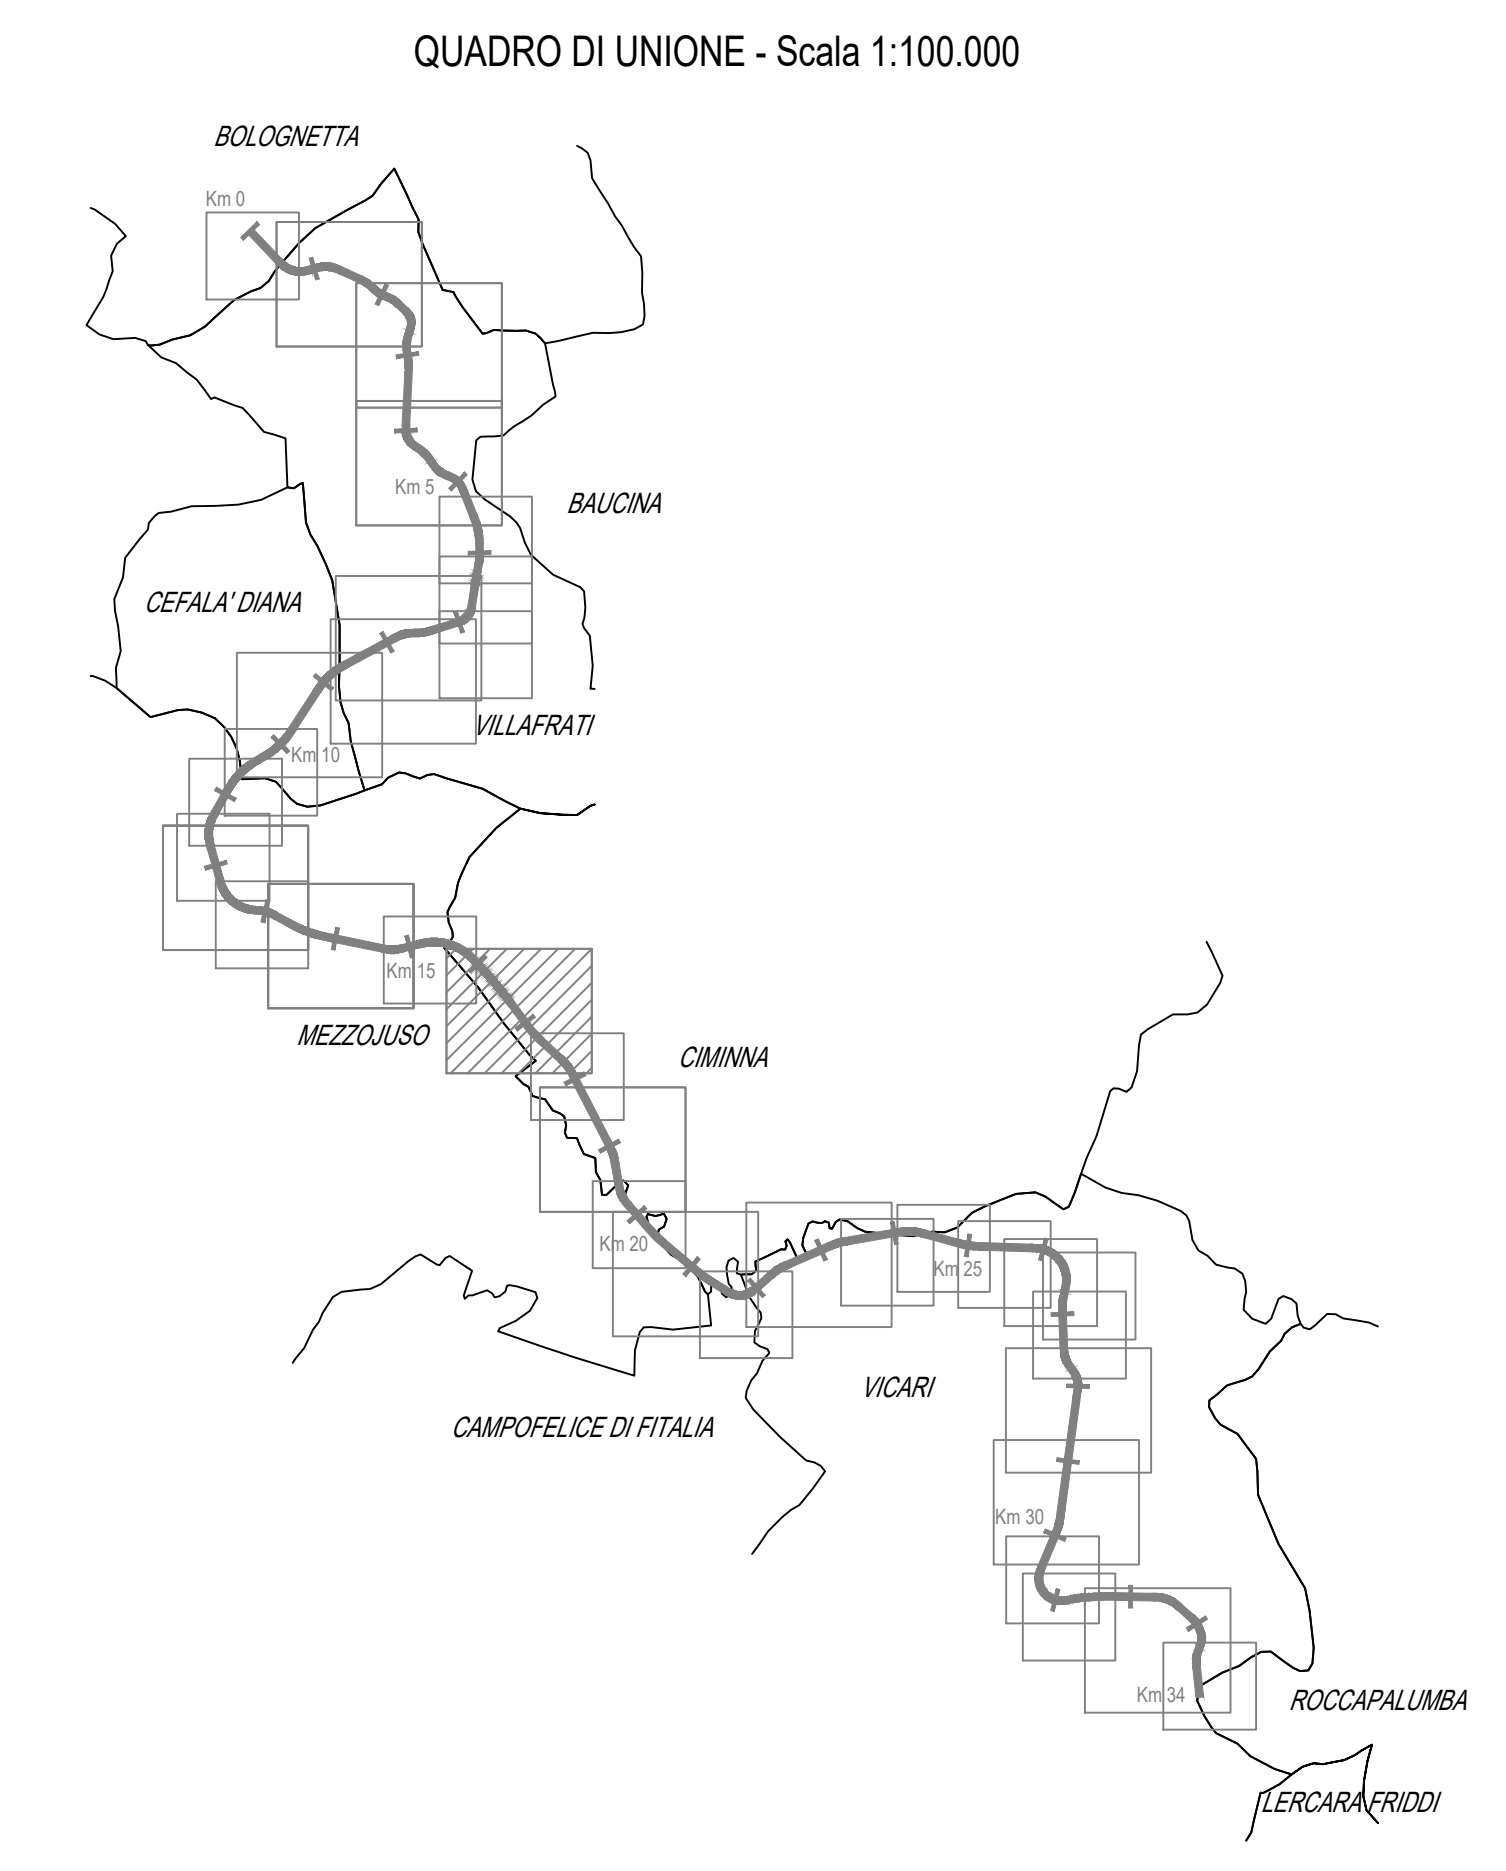 QUADRO DI UNIONE - Scala 1:100.000
BOLOGNETTA
Km 0
Km 5
BAUCINA
CEFALA' DIANA
VILLAFRATI
Km 10
Km 15
MEZZOJUSO
CIMINNA
Km 20
Km 25
VICARI
CAMPOFELICE DI FITALIA
Km 30
Km 34
ROCCAPALUMBA
LERCARA FRIDDI